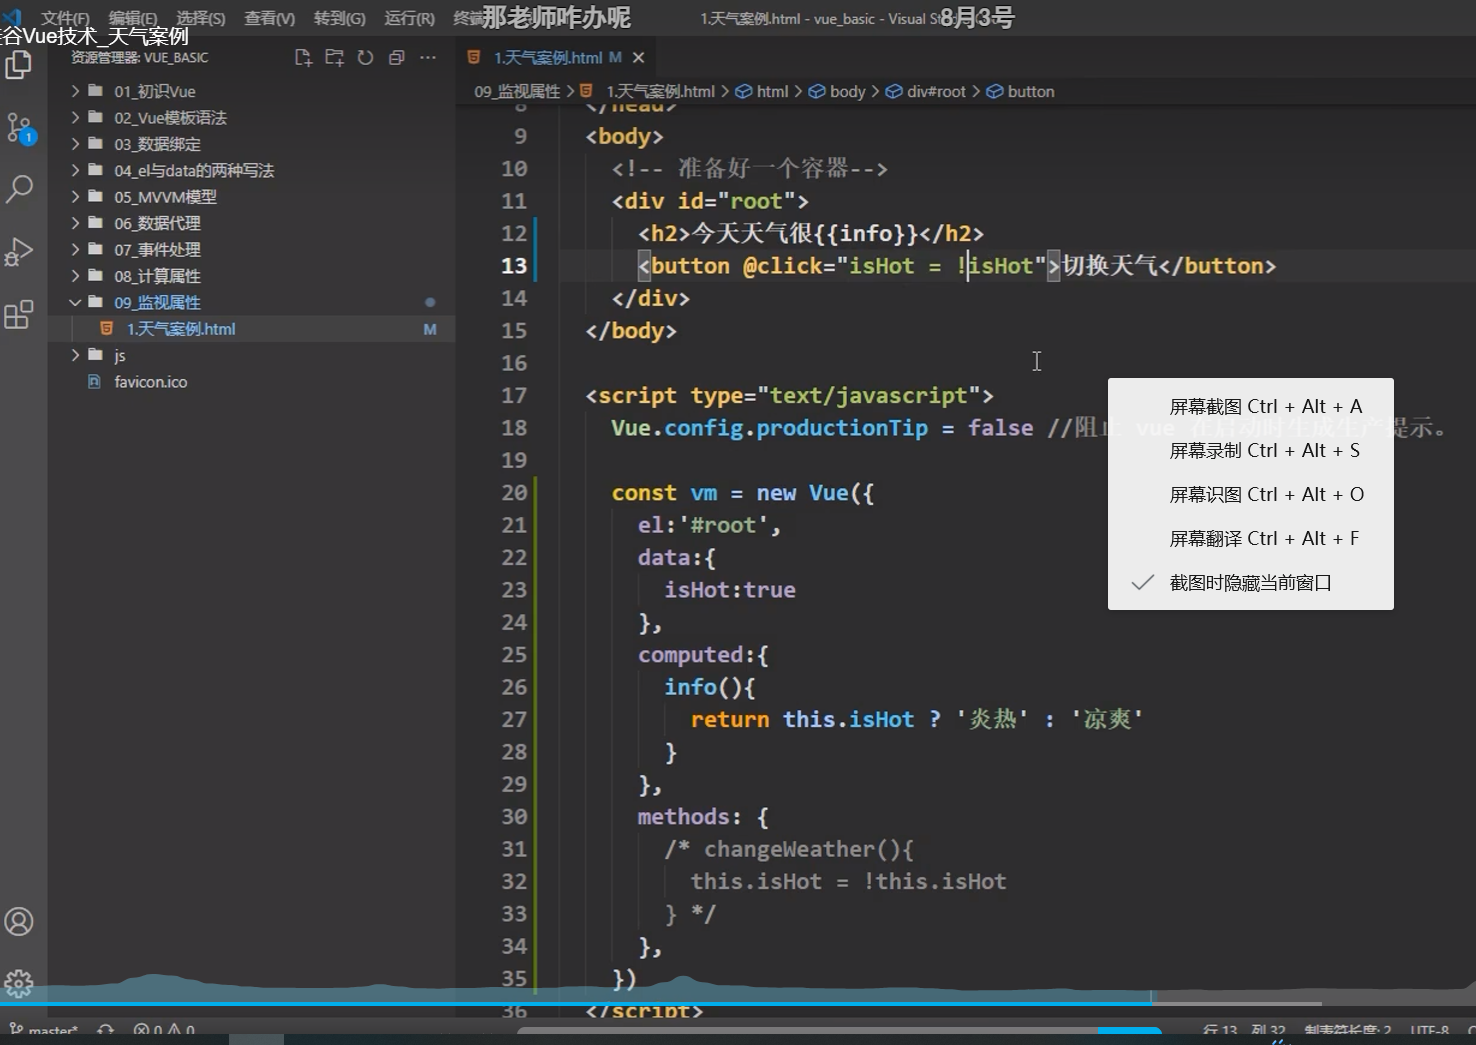 文件(F) 编辑(E) 选择(S) 查看(V) 转到(G) 运行(R) 终端
那老师咋办呢
1.天气案例.html - vue_basic - Visual
8月3号
谷Vue技术_天气案例
资源管理器: VUE_BASIC
1
01_初识Vue
02_Vue模板语法
03_数据绑定
04_el与data的两种写法
05_MVVM模型
06_数据代理
07_事件处理
08_计算属性
09_监视属性
1.天气案例.html M
js
favicon.ico
1.天气案例.html M
09_监视属性 > 1.天气案例.html > html > body > div#root > button
8 </head>
9 <body>
10 <!-- 准备好一个容器-->
11 <div id="root">
12 <h2>今天天气很{{info}}</h2>
13 <button @click="isHot = !isHot">切换天气</button>
14 </div>
15 </body>
16
17 <script type="text/javascript">
18 Vue.config.productionTip = false //阻止 vue 在启动时生成生产提示。
19
20 const vm = new Vue({
21 el:'#root',
22 data:{
23 isHot:true
24 },
25 computed:{
26 info(){
27 return this.isHot ? '炎热' : '凉爽'
28 }
29 },
30 methods: {
31 /* changeWeather(){
32 this.isHot = !this.isHot
33 } */
34 },
35 })
36 </script>
屏幕截图 Ctrl + Alt + A
屏幕录制 Ctrl + Alt + S
屏幕识图 Ctrl + Alt + O
屏幕翻译 Ctrl + Alt + F
截图时隐藏当前窗口
master* 0 0
行 13, 列 32 制表符长度: 2 UTF-8